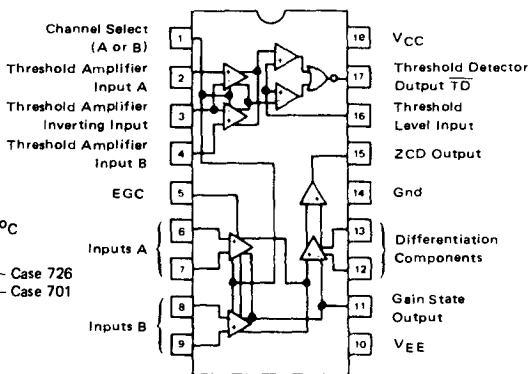 Channel Select
(A or B)
Threshold Amplifier
Input A
Threshold Amplifier
Inverting Input
Threshold Amplifier
Input B
EGC
Inputs A
Inputs B
°C
– Case 726
– Case 701
1
2
3
4
5
6
7
8
9
18
17
16
15
14
13
12
11
10
VCC
Threshold Detector
Output TD
Threshold
Level Input
ZCD Output
Gnd
Differentiation
Components
Gain State
Output
VEE